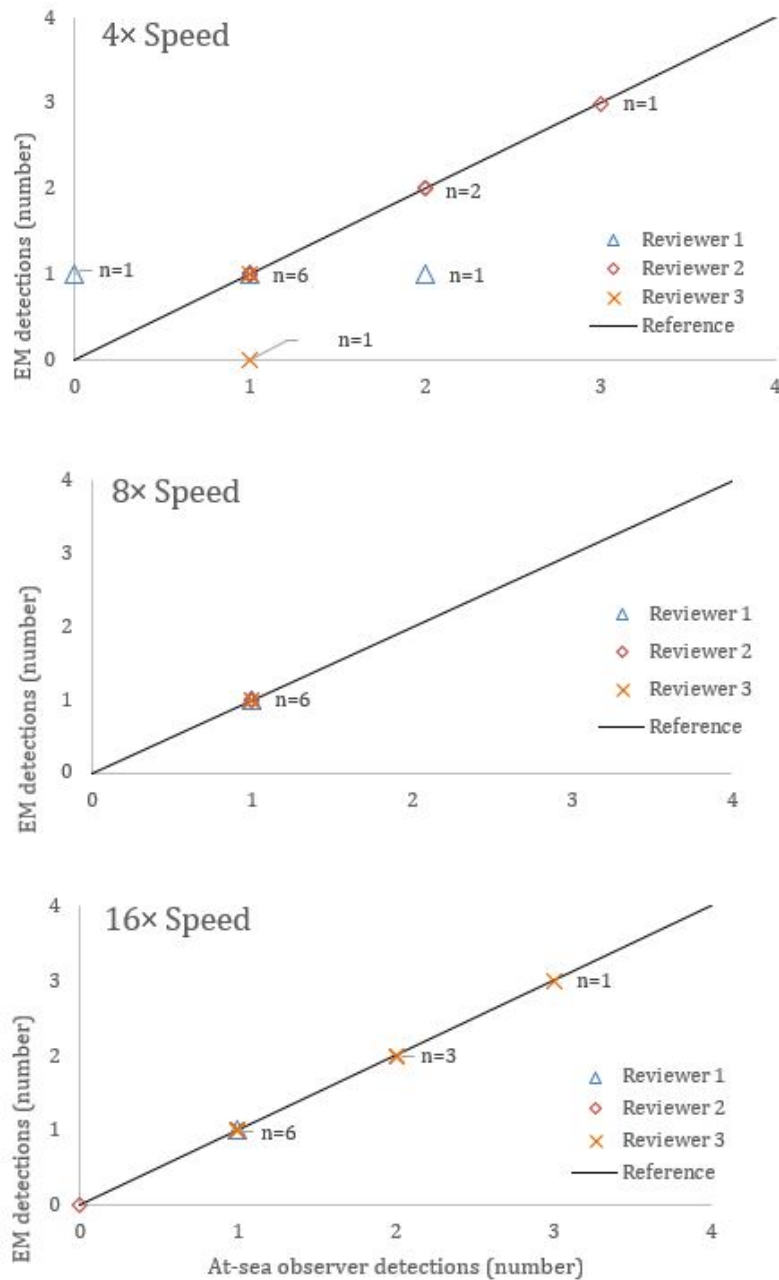 4× Speed
EM detections (number)
4
3
2
1
0
n=1
n=2
n=1
n=6
n=1
n=1
Reviewer 1
Reviewer 2
Reviewer 3
Reference
0 1 2 3 4
8× Speed
EM detections (number)
4
3
2
1
0
n=6
Reviewer 1
Reviewer 2
Reviewer 3
Reference
0 1 2 3 4
16× Speed
EM detections (number)
4
3
2
1
0
n=1
n=3
n=6
Reviewer 1
Reviewer 2
Reviewer 3
Reference
0 1 2 3 4
At-sea observer detections (number)